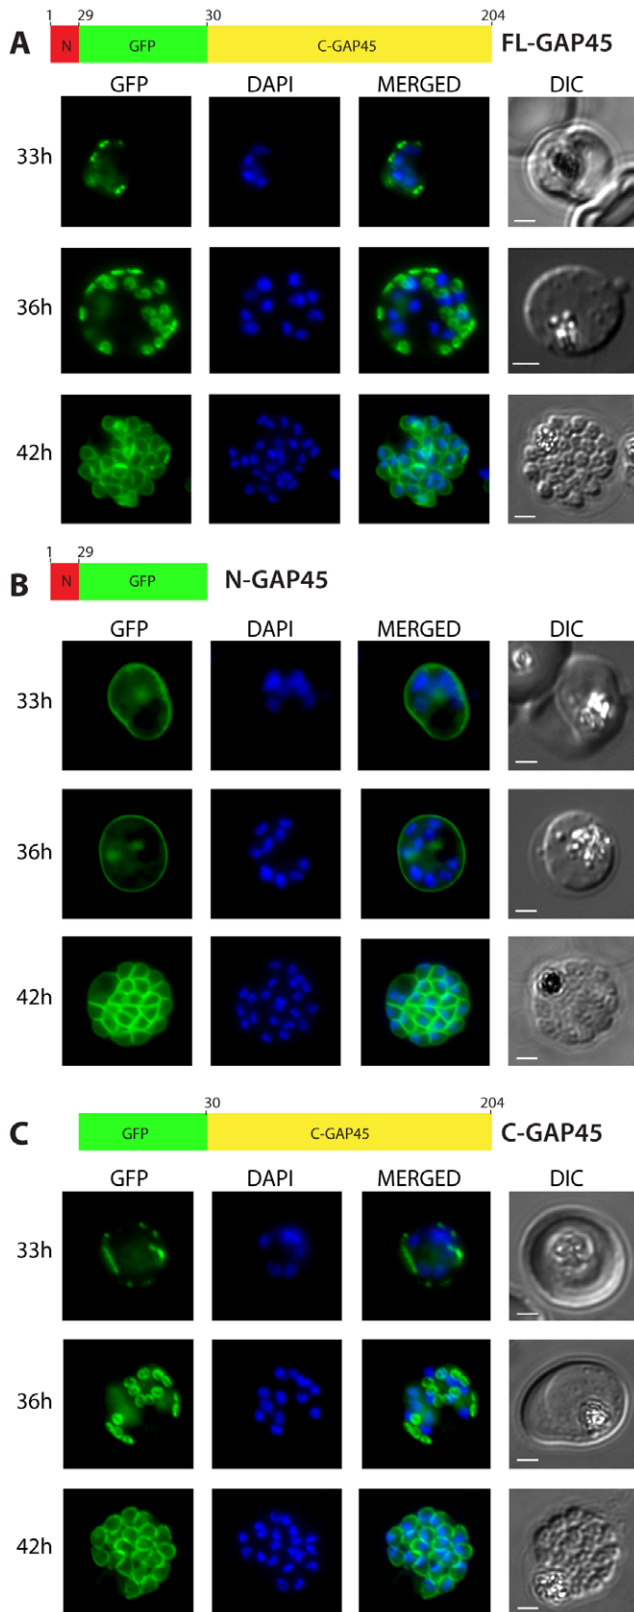 1 29 30 204
A N GFP C-GAP45 FL-GAP45
GFP DAPI MERGED DIC
33h
36h
42h
1 29
B N GFP N-GAP45
GFP DAPI MERGED DIC
33h
36h
42h
30 204
C GFP C-GAP45 C-GAP45
GFP DAPI MERGED DIC
33h
36h
42h